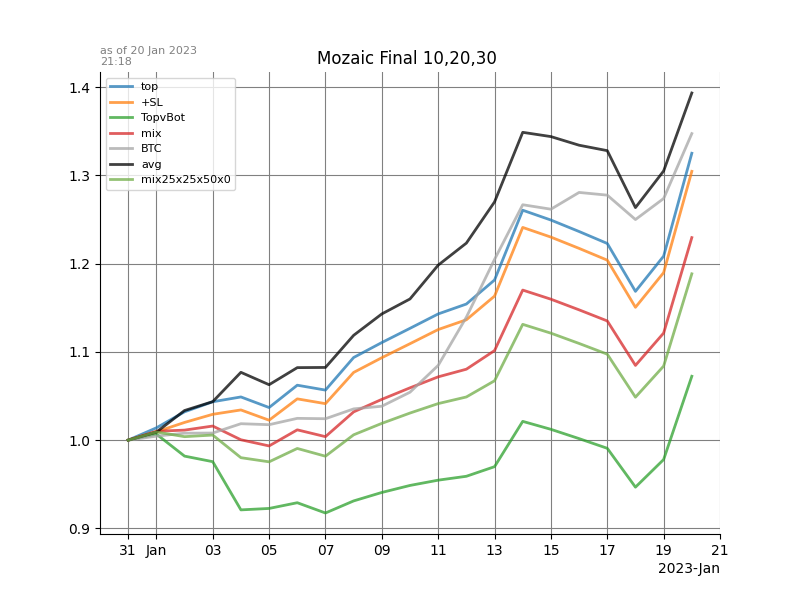 as of 20 Jan 2023
21:18
Mozaic Final 10,20,30
top
+SL
TopvBot
mix
BTC
avg
mix25x25x50x0
1.4
1.3
1.2
1.1
1.0
0.9
31 Jan 03 05 07 09 11 13 15 17 19 21
2023-Jan